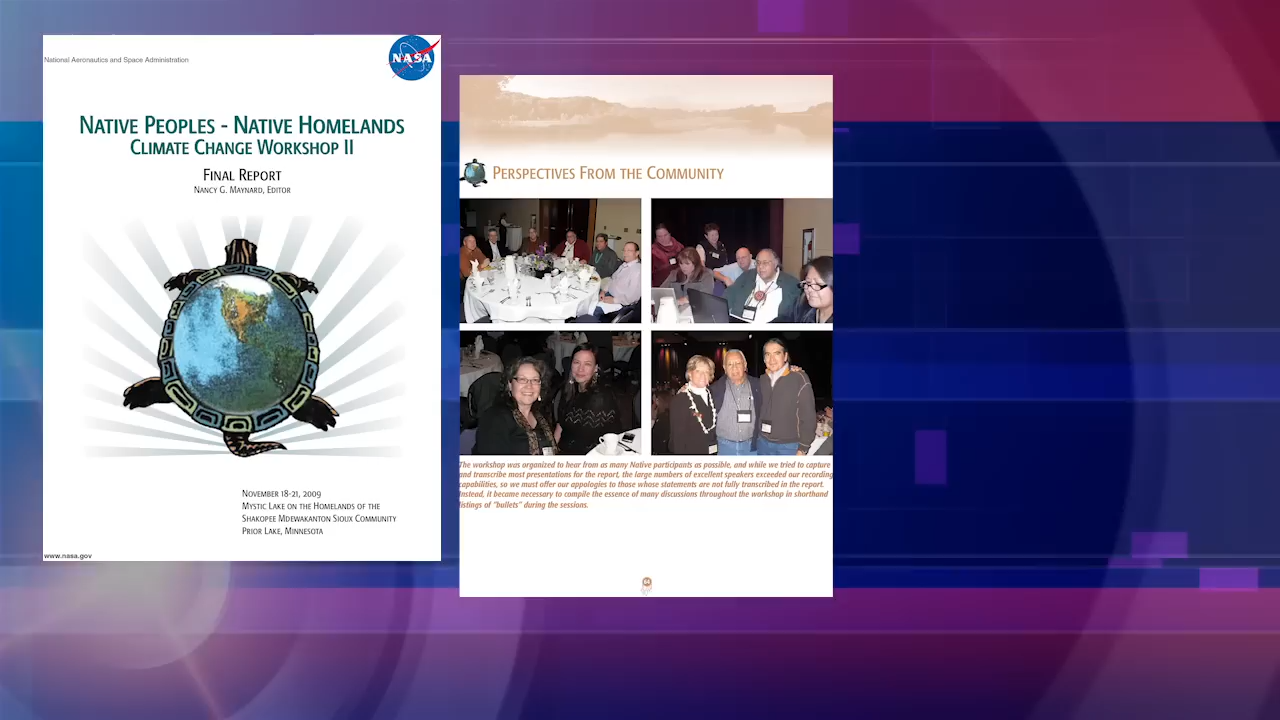 National Aeronautics and Space Administration
NASA
Native Peoples - Native Homelands
Climate Change Workshop II
Final Report
Nancy G. Maynard, Editor
November 18-21, 2009
Mystic Lake on the Homelands of the
Shakopee Mdewakanton Sioux Community
Prior Lake, Minnesota
www.nasa.gov
Perspectives From the Community
The workshop was organized to hear from as many Native participants as possible, and while we tried to capture
and transcribe most presentations for the report, the large numbers of excellent speakers exceeded our recording
capabilities, so we must offer our appologies to those whose statements are not fully transcribed in the report.
Instead, it became necessary to compile the essence of many discussions throughout the workshop in shorthand
listings of "bullets" during the sessions.